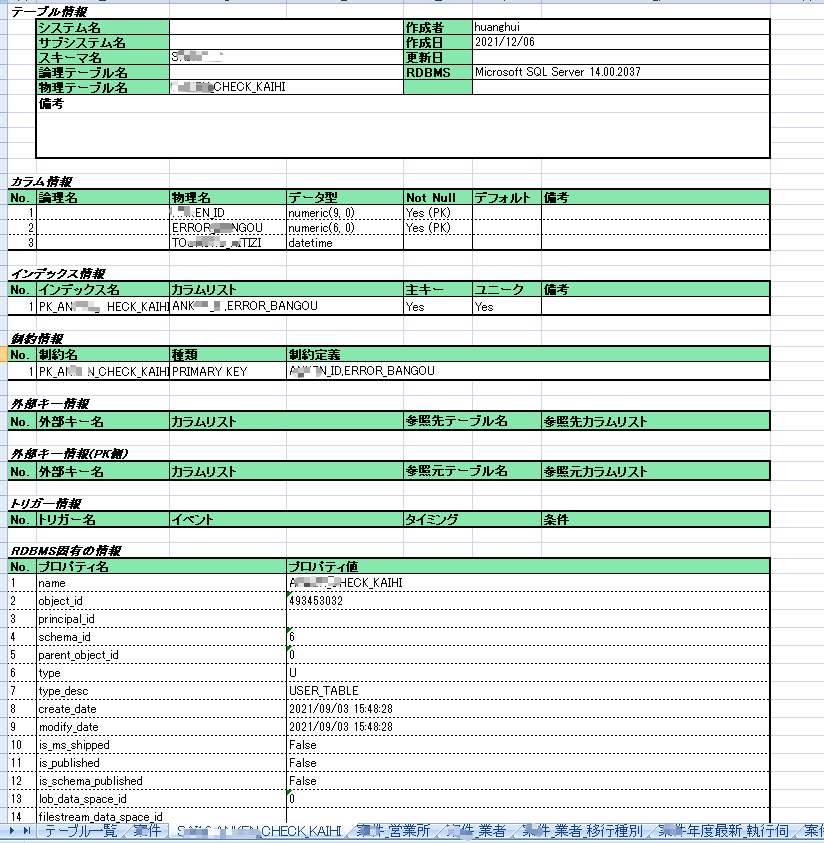 テーブル情報
システム名 作成者 huanghui
サブシステム名 作成日 2021/12/06
スキーマ名 更新日
論理テーブル名 RDBMS Microsoft SQL Server 14.00.2037
物理テーブル名 CHECK_KAIHI
備考
カラム情報
No. 論理名 物理名 データ型 Not Null デフォルト 備考
1 EN_ID numeric(9, 0) Yes (PK)
2 ERROR NGOU numeric(6, 0) Yes (PK)
3 TO ITIZI datetime
インデックス情報
No. インデックス名 カラムリスト 主キー ユニーク 備考
1 PK_AN HECK_KAIHI ANK ,ERROR_BANGOU Yes Yes
制約情報
No. 制約名 種類 制約定義
1 PK_A N_CHECK_KAIHI PRIMARY KEY N_ID,ERROR_BANGOU
外部キー情報
No. 外部キー名 カラムリスト 参照先テーブル名 参照先カラムリスト
外部キー情報(PK側)
No. 外部キー名 カラムリスト 参照元テーブル名 参照元カラムリスト
トリガー情報
No. トリガー名 イベント タイミング 条件
RDBMS固有の情報
No. プロパティ名 プロパティ値
1 name A CHECK_KAIHI
2 object_id 493453032
3 principal_id
4 schema_id 6
5 parent_object_id 0
6 type U
7 type_desc USER_TABLE
8 create_date 2021/09/03 15:48:28
9 modify_date 2021/09/03 15:48:28
10 is_ms_shipped False
11 is_published False
12 is_schema_published False
13 lob_data_space_id 0
14 filestream_data_space_id
テーブル一覧 案件 CHECK_KAIHI 案件_営業所 件_業者 案件_業者_移行種別 案件年度最新_執行伺 案件